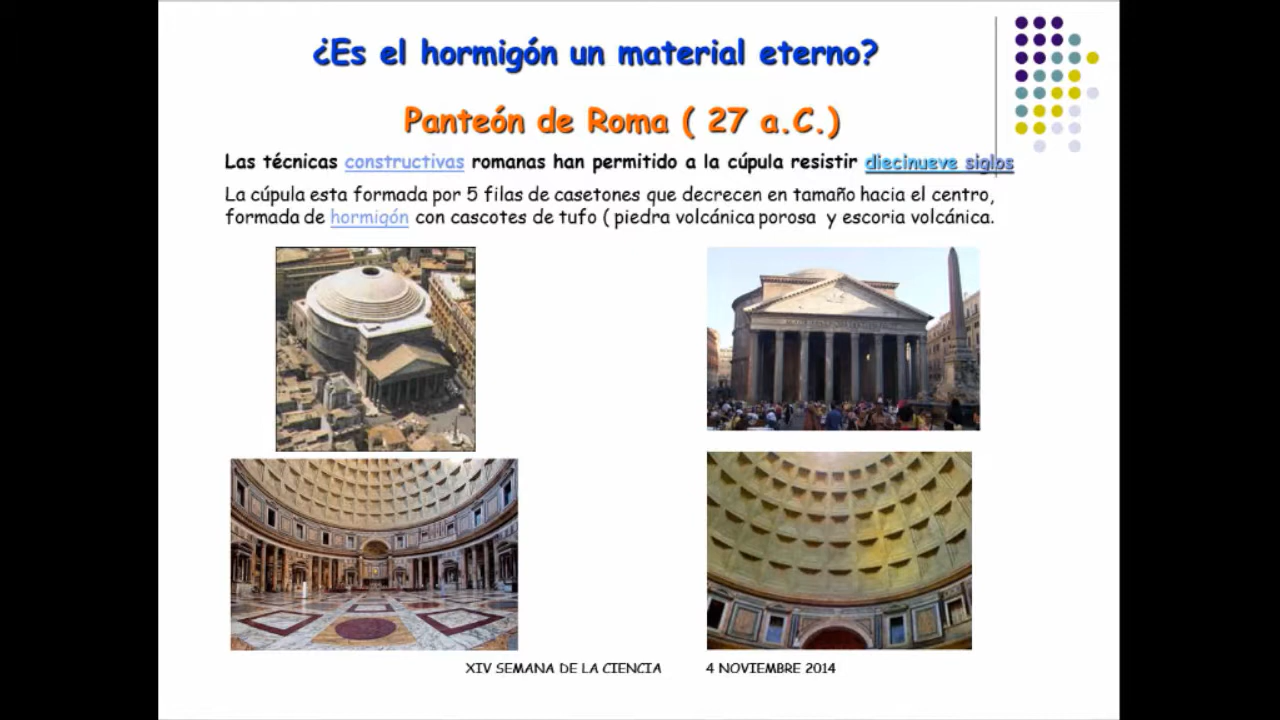 ¿Es el hormigón un material eterno?
Panteón de Roma ( 27 a.C.)
Las técnicas constructivas romanas han permitido a la cúpula resistir diecinueve siglos
La cúpula esta formada por 5 filas de casetones que decrecen en tamaño hacia el centro,
formada de hormigón con cascotes de tufo ( piedra volcánica porosa y escoria volcánica.
XIV SEMANA DE LA CIENCIA 4 NOVIEMBRE 2014